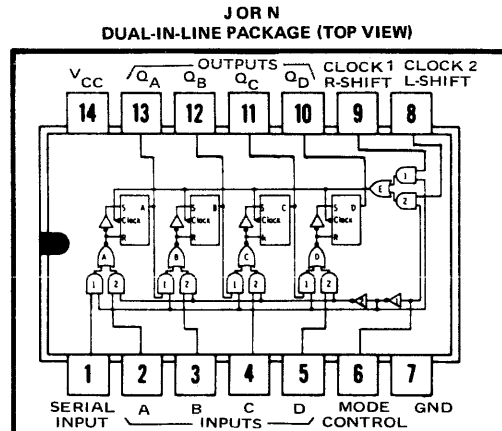 J OR N
DUAL-IN-LINE PACKAGE (TOP VIEW)
OUTPUTS
VCC QA QB QC QD CLOCK 1 R-SHIFT CLOCK 2 L-SHIFT
14 13 12 11 10 9 8
S A S B S C S D
Clock Clock Clock Clock
R R R R
E 1 2
A B C D
1 2 1 2 1 2 1 2
1 2 3 4 5 6 7
SERIAL INPUT A B C D MODE CONTROL GND
INPUTS